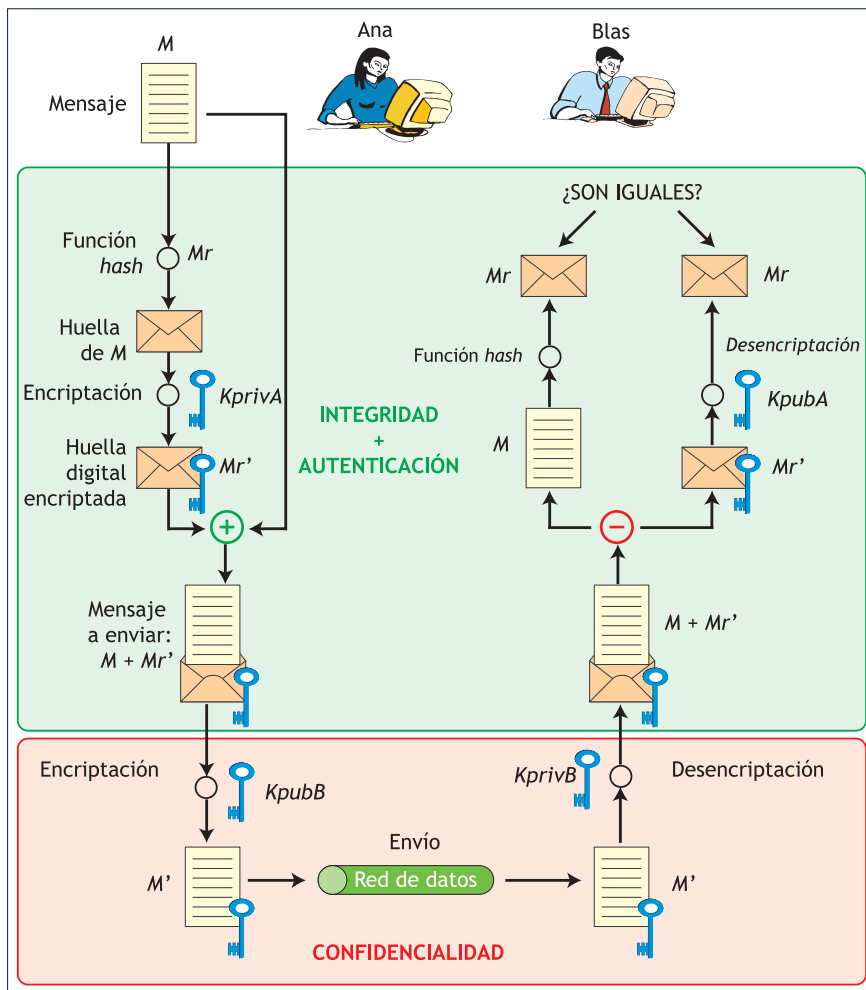 Ana
Blas
M
Mensaje
¿SON IGUALES?
Función
hash
Mr
Mr
Mr
Huella
de M
Función hash
Desencriptación
Encriptación
KprivA
KpubA
INTEGRIDAD
+
AUTENTICACIÓN
M
Huella
digital
encriptada
Mr’
Mr’
+
−
Mensaje
a enviar:
M + Mr’
M + Mr’
Encriptación
KpubB
KprivB
Desencriptación
Envío
M’
Red de datos
M’
CONFIDENCIALIDAD